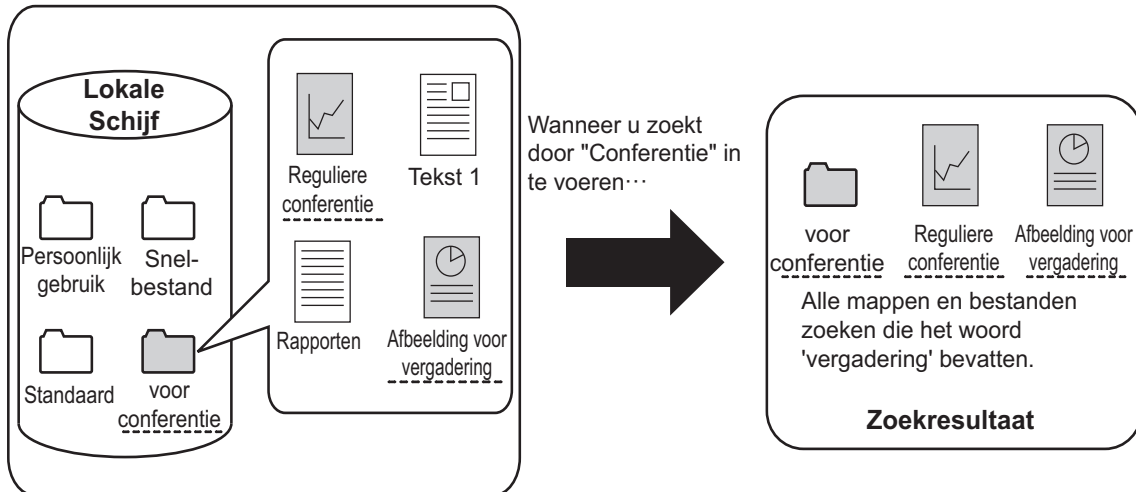 Lokale
Schijf
Persoonlijk
gebruik
Snel-
bestand
Standaard
voor
conferentie
Reguliere
conferentie
Tekst 1
Rapporten
Afbeelding voor
vergadering
Wanneer u zoekt
door "Conferentie" in
te voeren···
voor
conferentie
Reguliere
conferentie
Afbeelding voor
vergadering
Alle mappen en bestanden
zoeken die het woord
'vergadering' bevatten.
Zoekresultaat